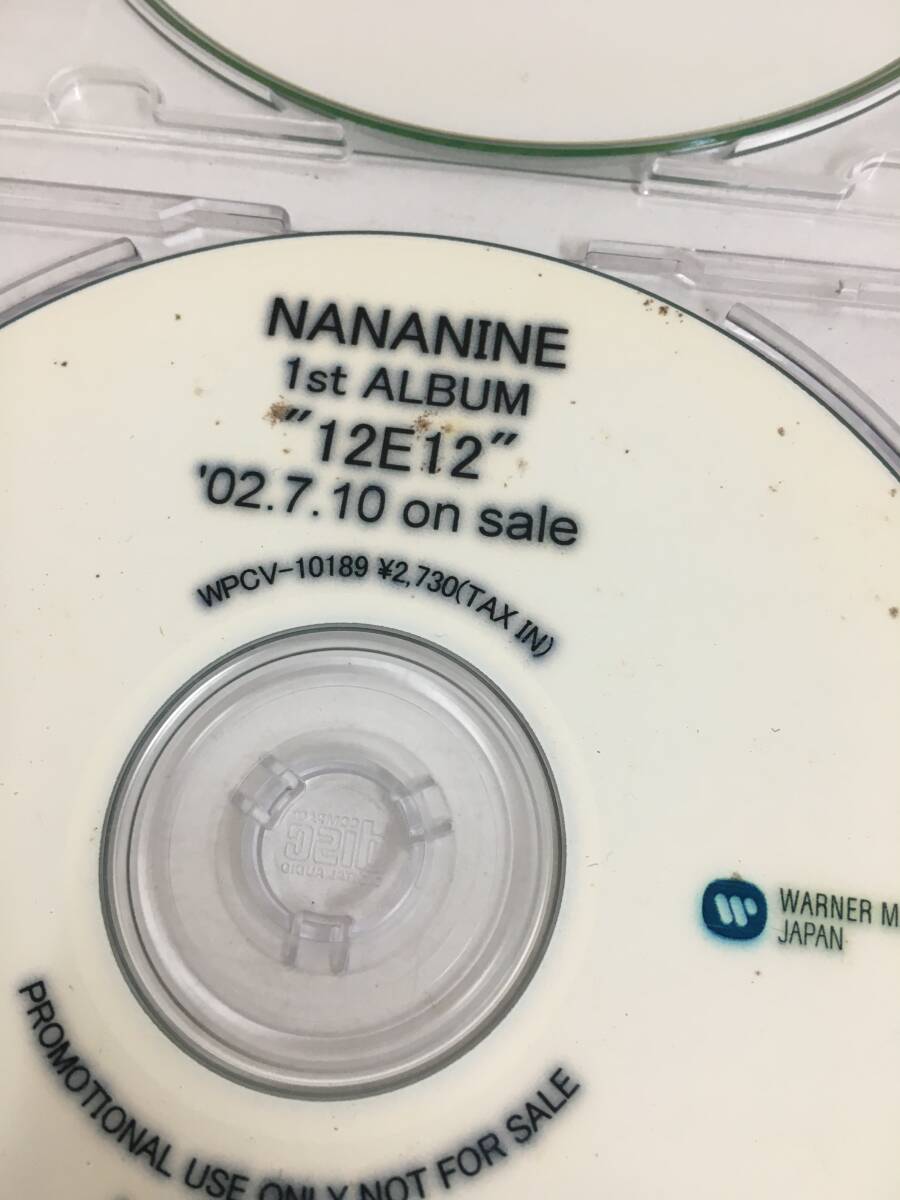 NANANINE
1st ALBUM
"12E12"
'02.7.10 on sale
WPCV-10189 ¥2,730(TAX IN)
WARNER M
JAPAN
PROMOTIONAL USE ONLY NOT FOR SALE